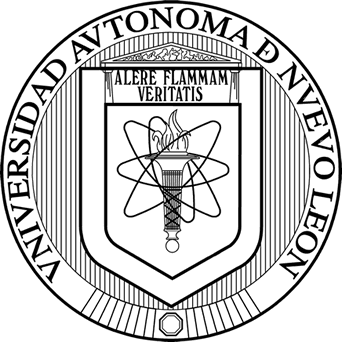 VNIVERSIDAD AVTONOMA Đ NVEVO LEON
ALERE FLAMMAM
VERITATIS